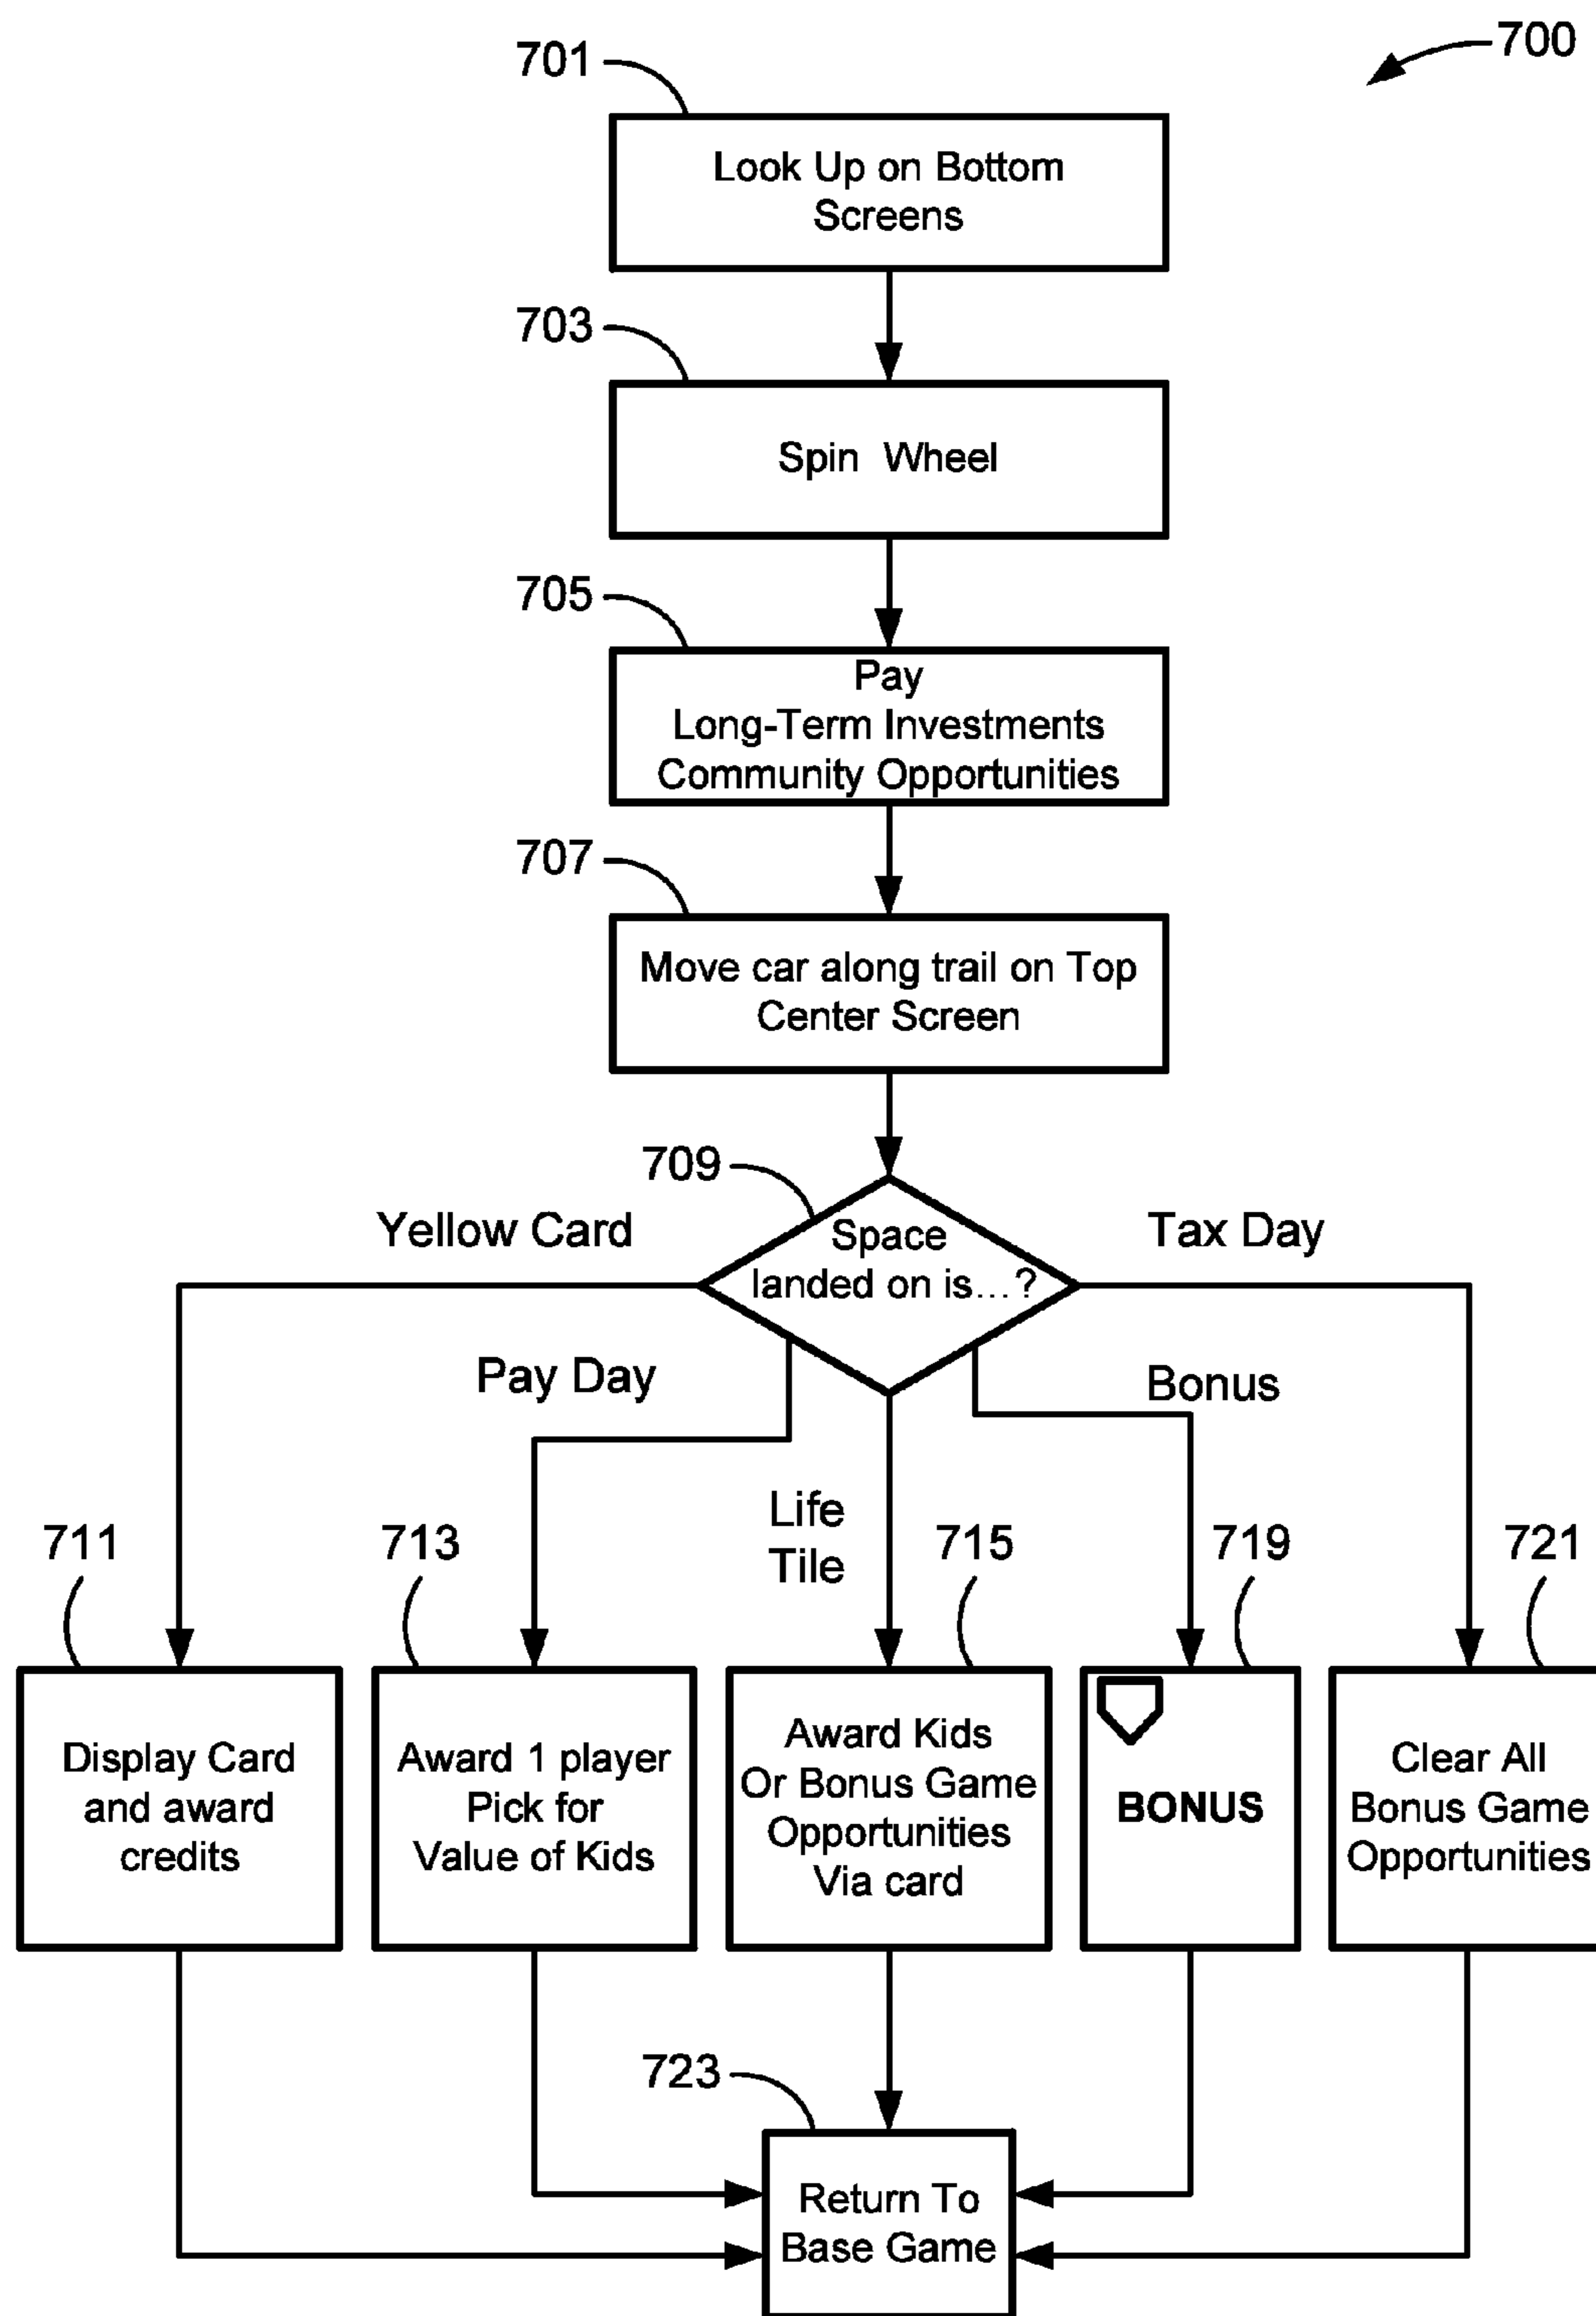 700
701
Look Up on Bottom
Screens
703
Spin Wheel
705
Pay
Long-Term Investments
Community Opportunities
707
Move car along trail on Top
Center Screen
709
Space
landed on is...?
Yellow Card
Tax Day
Pay Day
Bonus
Life
Tile
711
713
715
719
721
Display Card
and award
credits
Award 1 player
Pick for
Value of Kids
Award Kids
Or Bonus Game
Opportunities
Via card
BONUS
Clear All
Bonus Game
Opportunities
723
Return To
Base Game